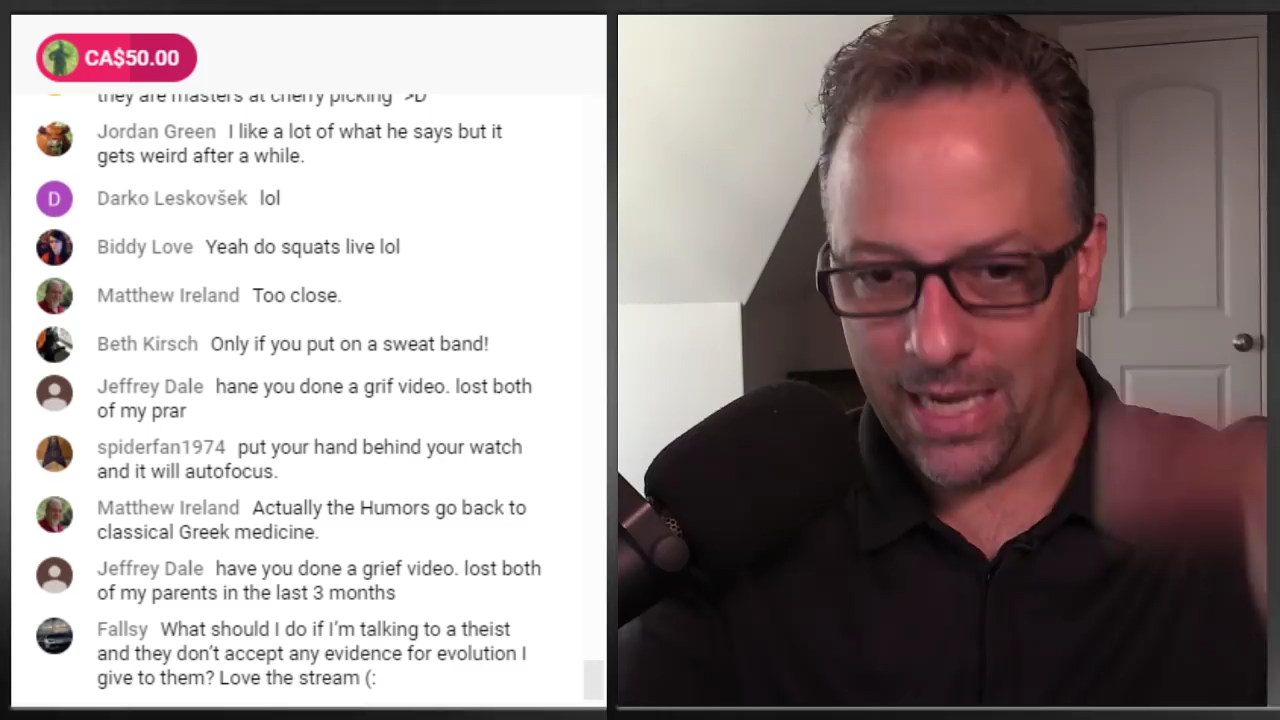 CA$50.00
they are masters at cherry picking >D
Jordan Green I like a lot of what he says but it
gets weird after a while.
D
Darko Leskovšek lol
Biddy Love Yeah do squats live lol
Matthew Ireland Too close.
Beth Kirsch Only if you put on a sweat band!
Jeffrey Dale hane you done a grif video. lost both
of my prar
spiderfan1974 put your hand behind your watch
and it will autofocus.
Matthew Ireland Actually the Humors go back to
classical Greek medicine.
Jeffrey Dale have you done a grief video. lost both
of my parents in the last 3 months
Fallsy What should I do if I'm talking to a theist
and they don't accept any evidence for evolution I
give to them? Love the stream (: